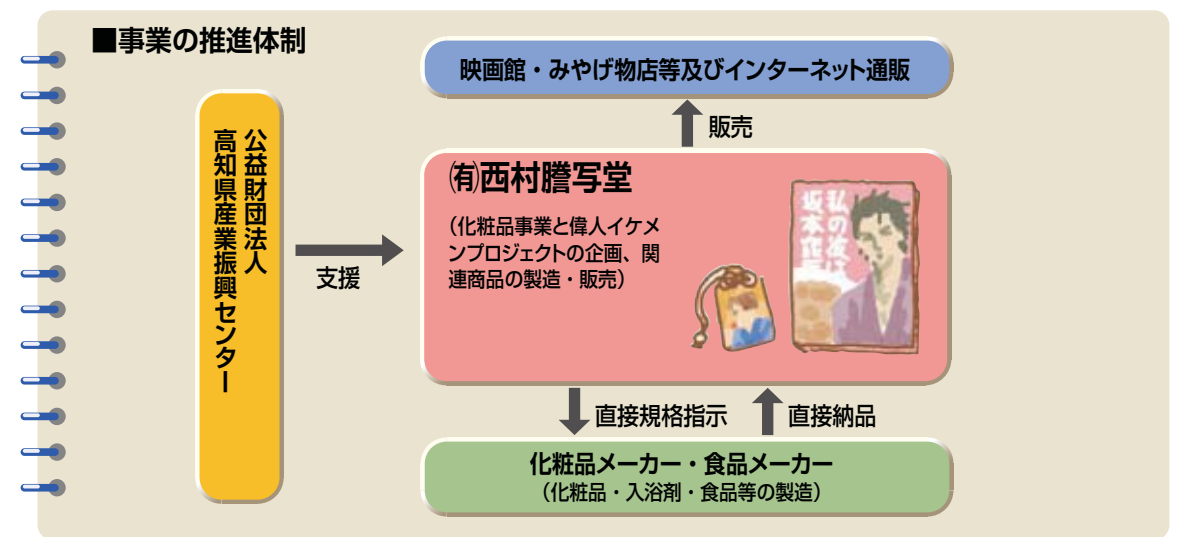 ■事業の推進体制
映画館・みやげ物店等及びインターネット通販
販売
公益財団法人
高知県産業振興センター
支援
㈲西村謄写堂
（化粧品事業と偉人イケメ
ンプロジェクトの企画、関
連商品の製造・販売）
私の彼は
坂本龍馬
直接規格指示
直接納品
化粧品メーカー・食品メーカー
（化粧品・入浴剤・食品等の製造）